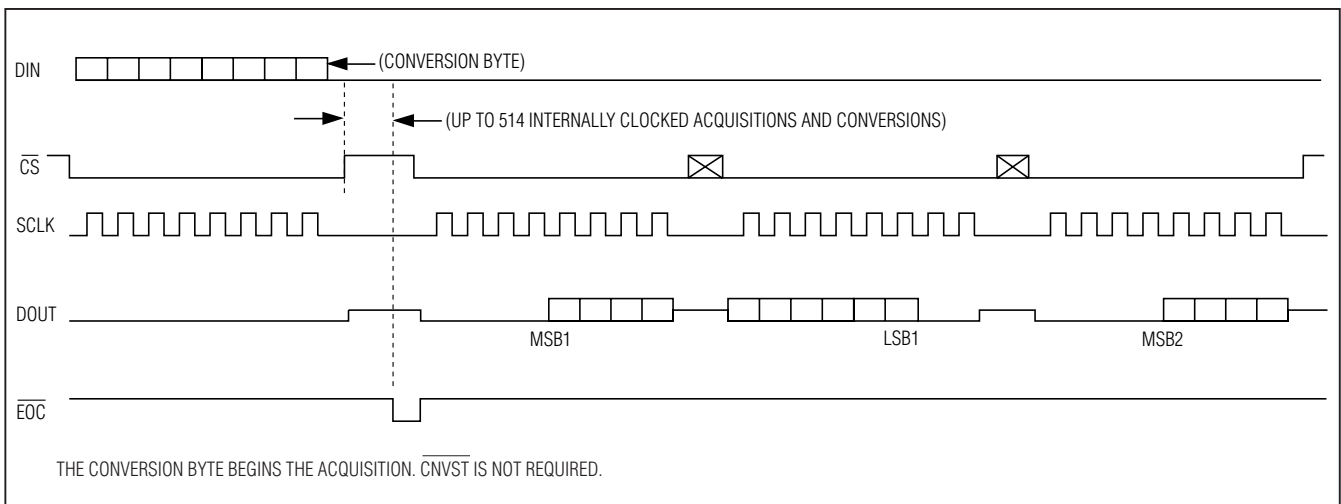 DIN
(CONVERSION BYTE)
(UP TO 514 INTERNALLY CLOCKED ACQUISITIONS AND CONVERSIONS)
CS
SCLK
DOUT
MSB1
LSB1
MSB2
EOC
THE CONVERSION BYTE BEGINS THE ACQUISITION. CNVST IS NOT REQUIRED.